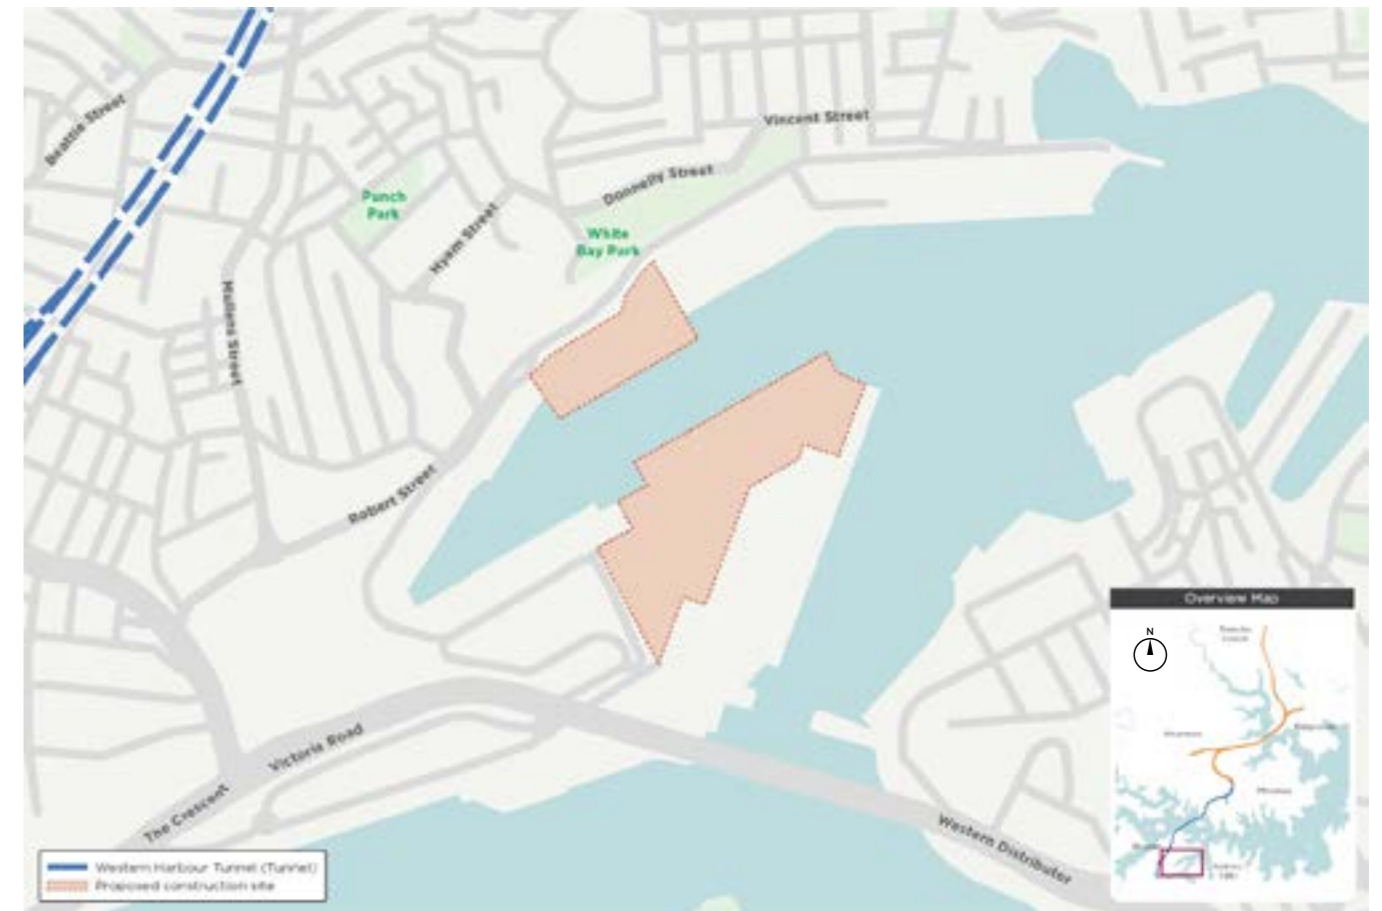 Beattie Street
Vincent Street
Donnelly Street
Punch
Park
Hyam Street
White
Bay Park
Mullens Street
Robert Street
Victoria Road
The Crescent
Western Distributor
Overview Map
N
Western Harbour Tunnel (Tunnel)
Proposed construction site